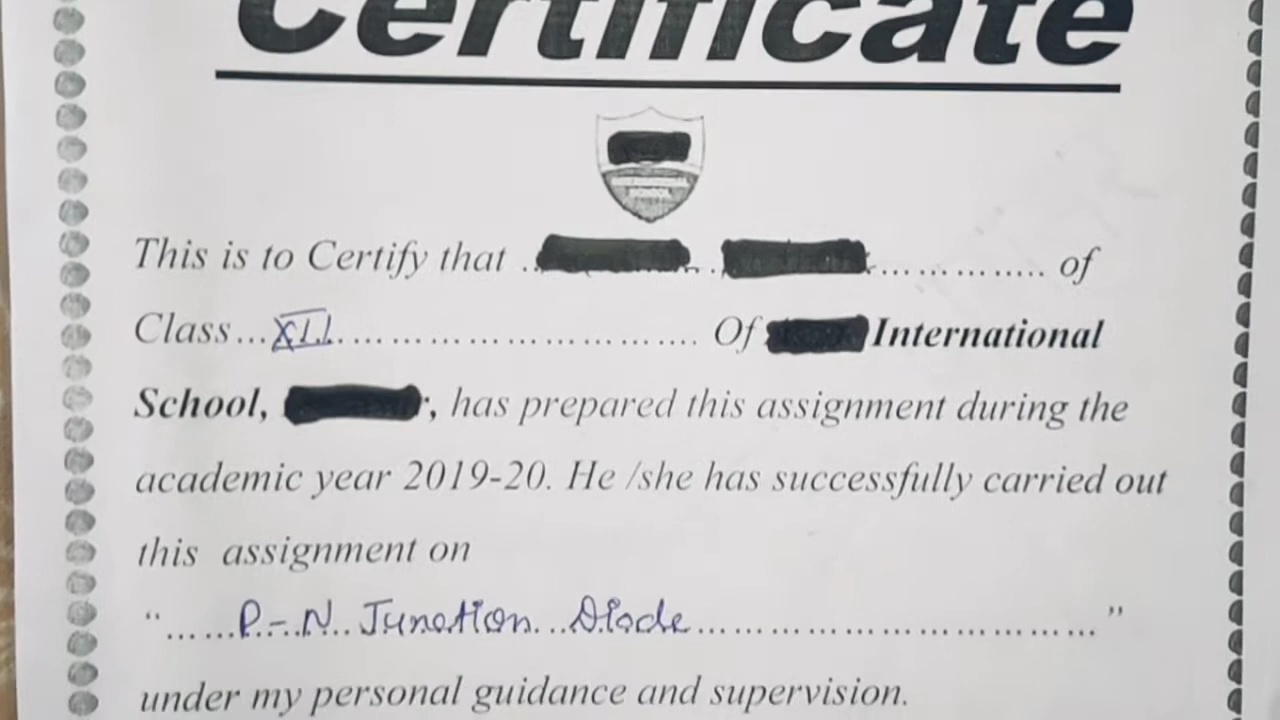 Certificate
This is to Certify that .. ............... of
Class...XII................................. Of International
School, , has prepared this assignment during the
academic year 2019-20. He /she has successfully carried out
this assignment on
“......P.-.N... Junction...Diode...................................”
under my personal guidance and supervision.